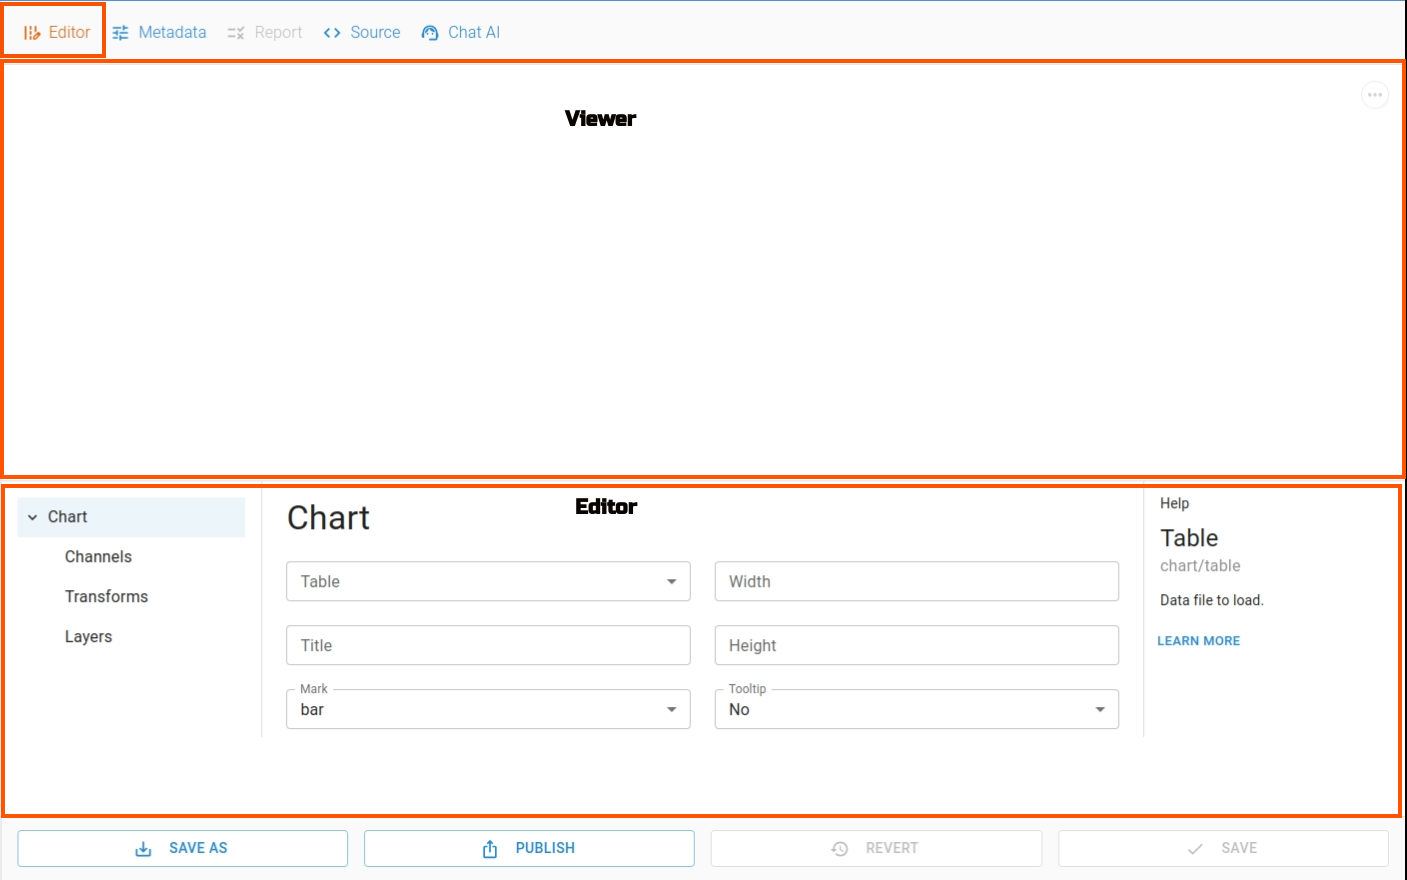 Editor Metadata Report Source Chat AI
Viewer
Editor
Chart
Channels
Transforms
Layers
Chart
Table Width
Title Height
Mark Tooltip
bar No
Help
Table
chart/table
Data file to load.
LEARN MORE
SAVE AS PUBLISH REVERT SAVE